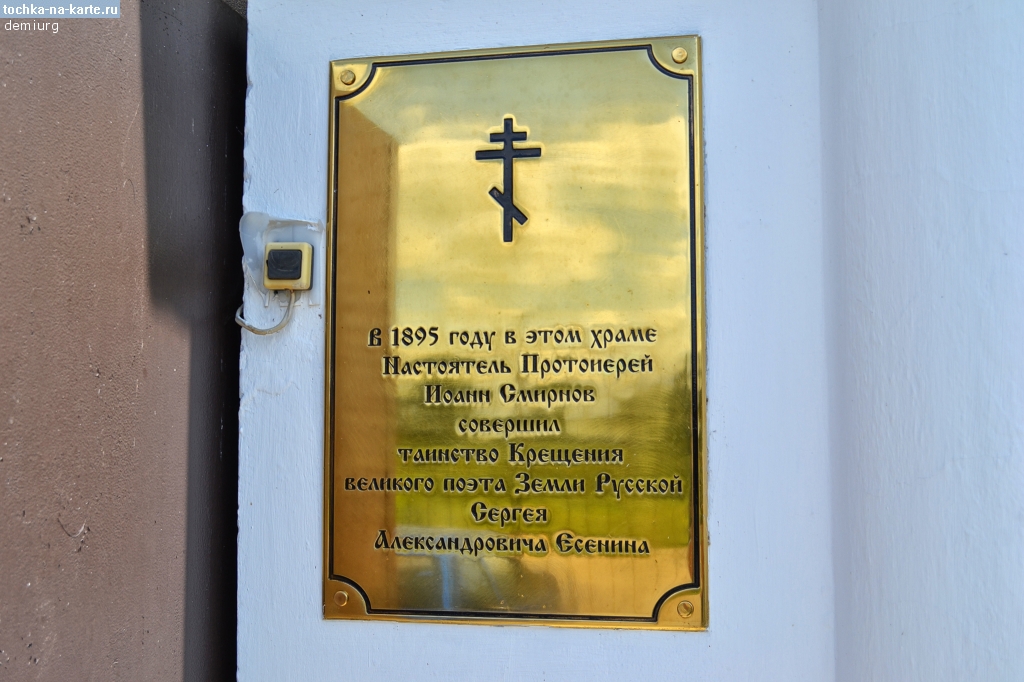 tochka-na-karte.ru
demiurg
В 1895 году в этом храме
Настоятель Протоиерей
Иоанн Смирнов
совершил
таинство Крещения
великого поэта Земли Русской
Сергея
Александровича Есенина